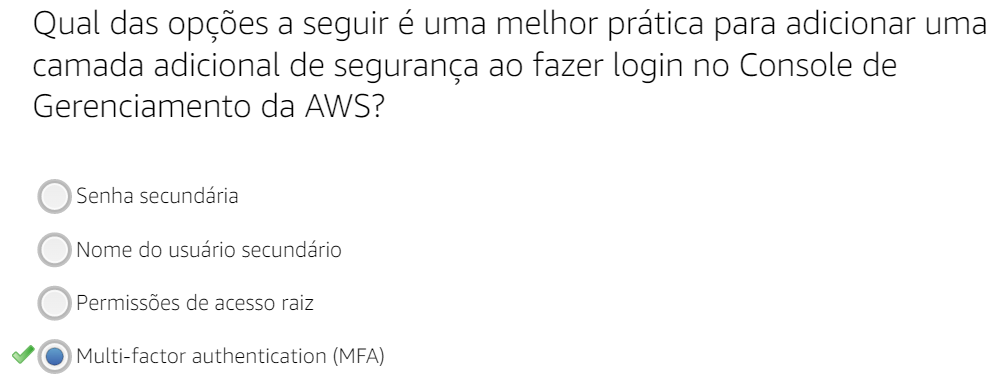 Qual das opções a seguir é uma melhor prática para adicionar uma
camada adicional de segurança ao fazer login no Console de
Gerenciamento da AWS?
Senha secundária
Nome do usuário secundário
Permissões de acesso raiz
Multi-factor authentication (MFA)